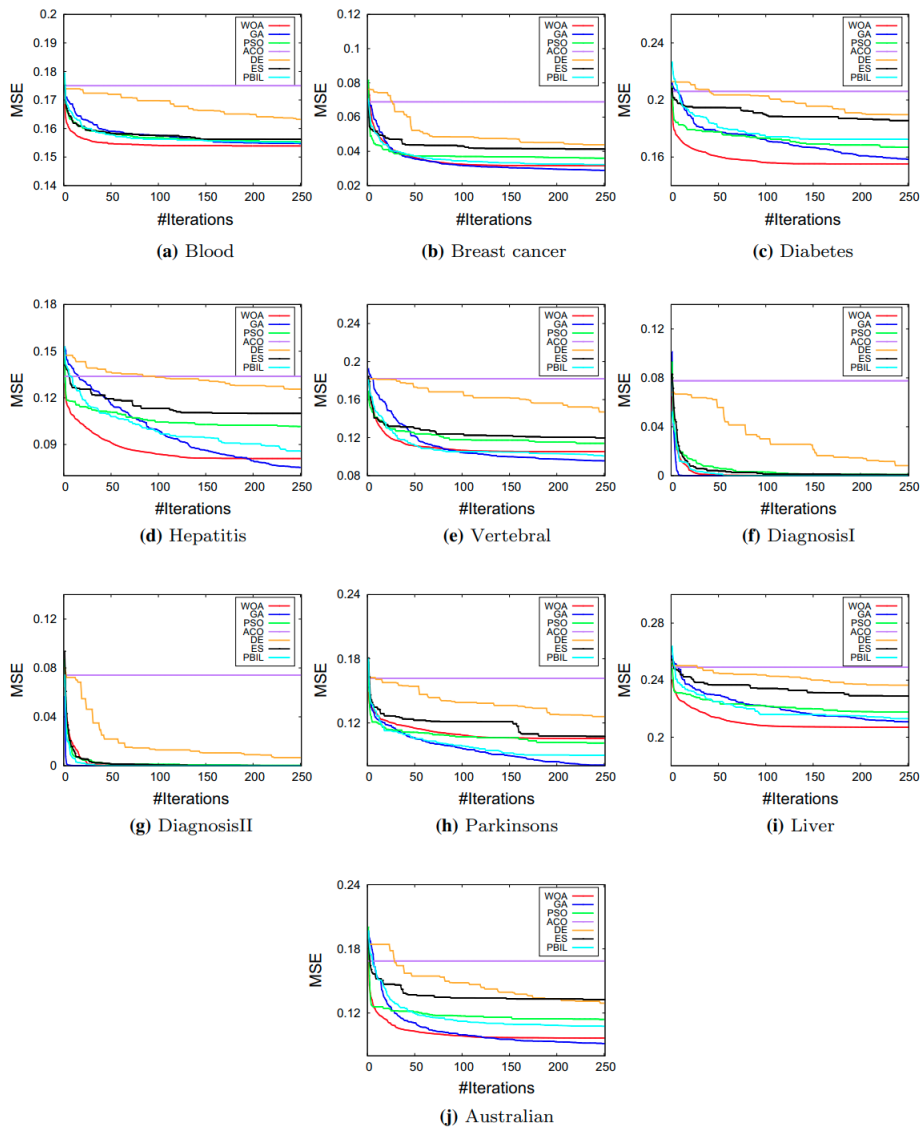 0.2
0.18
0.16
0.14
MSE
WOA
GA
PSO
ACO
DE
ES
PBIL
0 50 100 150 200 250
#Iterations
(a) Blood
0.12
0.1
0.08
0.06
0.04
0.02
MSE
WOA
GA
PSO
ACO
DE
ES
PBIL
0 50 100 150 200 250
#Iterations
(b) Breast cancer
0.24
0.2
0.16
MSE
WOA
GA
PSO
ACO
DE
ES
PBIL
0 50 100 150 200 250
#Iterations
(c) Diabetes
0.18
0.15
0.12
0.09
MSE
WOA
GA
PSO
ACO
DE
ES
PBIL
0 50 100 150 200 250
#Iterations
(d) Hepatitis
0.24
0.2
0.16
0.12
0.08
MSE
WOA
GA
PSO
ACO
DE
ES
PBIL
0 50 100 150 200 250
#Iterations
(e) Vertebral
0.12
0.08
0.04
0
MSE
WOA
GA
PSO
ACO
DE
ES
PBIL
0 50 100 150 200 250
#Iterations
(f) DiagnosisI
0.12
0.08
0.04
0
MSE
WOA
GA
PSO
ACO
DE
ES
PBIL
0 50 100 150 200 250
#Iterations
(g) DiagnosisII
0.24
0.18
0.12
MSE
WOA
GA
PSO
ACO
DE
ES
PBIL
0 50 100 150 200 250
#Iterations
(h) Parkinsons
0.28
0.24
0.2
MSE
WOA
GA
PSO
ACO
DE
ES
PBIL
0 50 100 150 200 250
#Iterations
(i) Liver
0.24
0.18
0.12
MSE
WOA
GA
PSO
ACO
DE
ES
PBIL
0 50 100 150 200 250
#Iterations
(j) Australian